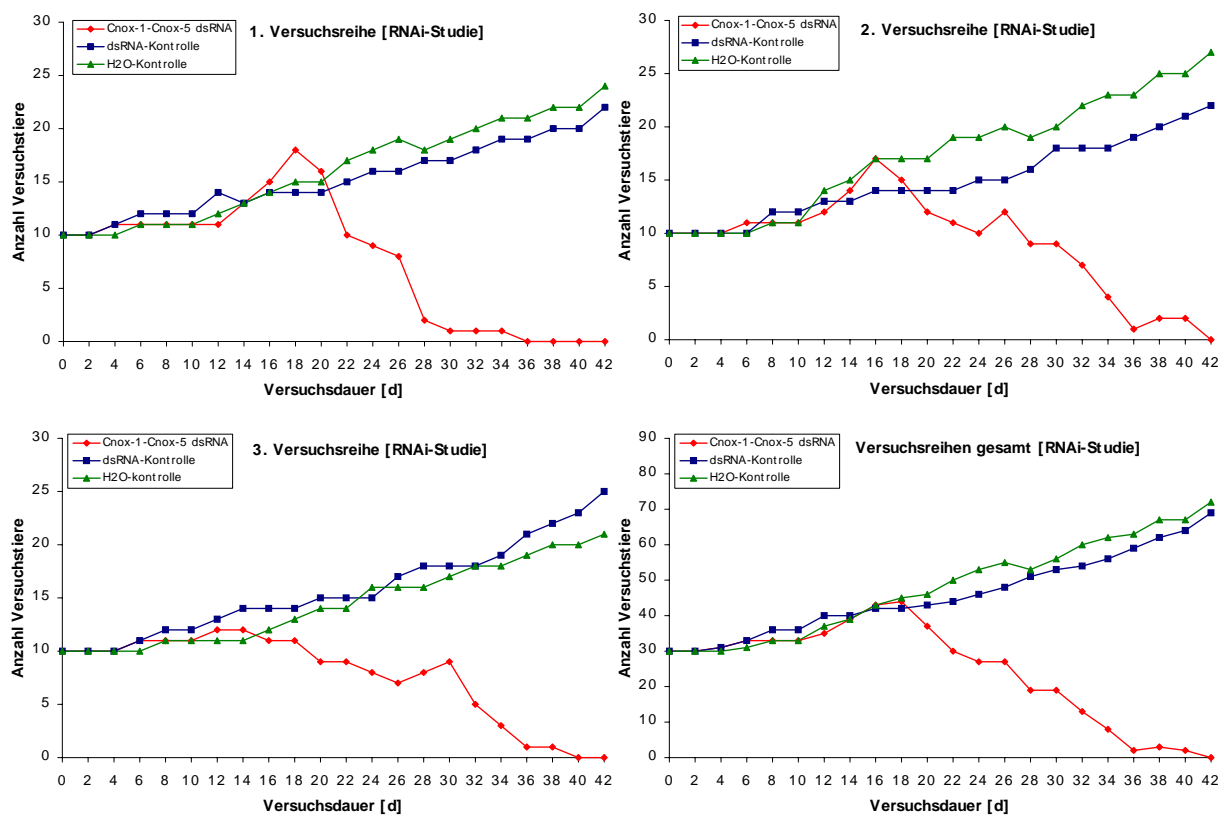 1. Versuchsreihe [RNAi-Studie]
Cnox-1-Cnox-5 dsRNA
dsRNA-Kontrolle
H2O-Kontrolle
Anzahl Versuchstiere
30
25
20
15
10
5
0
0 2 4 6 8 10 12 14 16 18 20 22 24 26 28 30 32 34 36 38 40 42
Versuchsdauer [d]
2. Versuchsreihe [RNAi-Studie]
Cnox-1-Cnox-5 dsRNA
dsRNA-Kontrolle
H2O-Kontrolle
Anzahl Versuchstiere
30
25
20
15
10
5
0
0 2 4 6 8 10 12 14 16 18 20 22 24 26 28 30 32 34 36 38 40 42
Versuchsdauer [d]
3. Versuchsreihe [RNAi-Studie]
Cnox-1-Cnox-5 dsRNA
dsRNA-Kontrolle
H2O-kontrolle
Anzahl Versuchstiere
30
25
20
15
10
5
0
0 2 4 6 8 10 12 14 16 18 20 22 24 26 28 30 32 34 36 38 40 42
Versuchsdauer [d]
Versuchsreihen gesamt [RNAi-Studie]
Cnox-1-Cnox-5 dsRNA
dsRNA-Kontrolle
H2O-Kontrolle
Anzahl Versuchstiere
90
80
70
60
50
40
30
20
10
0
0 2 4 6 8 10 12 14 16 18 20 22 24 26 28 30 32 34 36 38 40 42
Versuchsdauer [d]